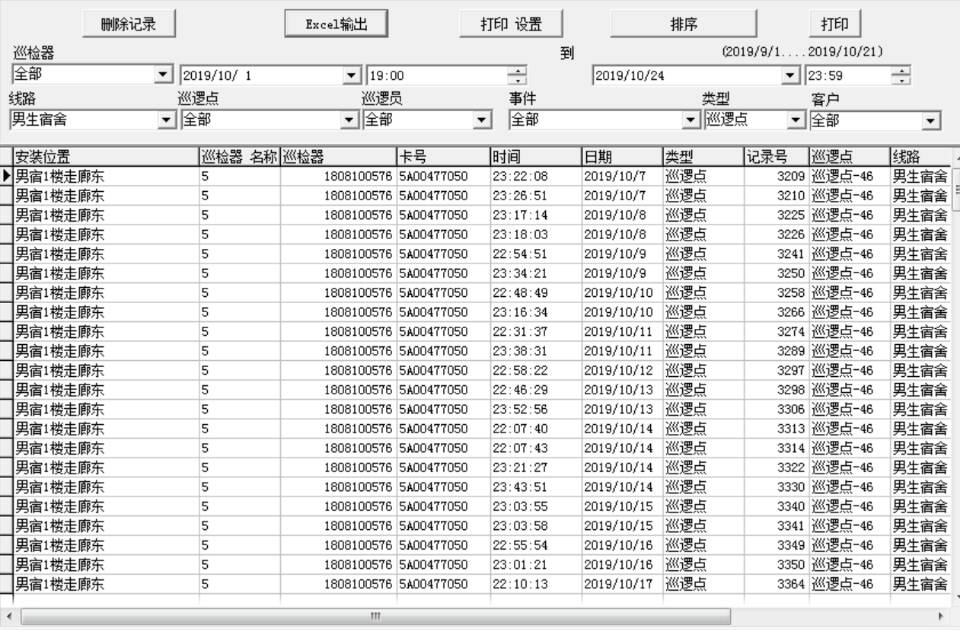 删除记录 Excel输出 打印 设置 排序 打印
巡检器 到 (2019/9/1....2019/10/21)
全部 2019/10/ 1 19:00 2019/10/24 23:59
线路 巡逻点 巡逻员 事件 类型 客户
男生宿舍 全部 全部 全部 巡逻点 全部
安装位置 巡检器 名称 巡检器 卡号 时间 日期 类型 记录号 巡逻点 线路
男宿1楼走廊东 5 1808100576 5A00477050 23:22:08 2019/10/7 巡逻点 3209 巡逻点-46 男生宿舍
男宿1楼走廊东 5 1808100576 5A00477050 23:26:51 2019/10/7 巡逻点 3210 巡逻点-46 男生宿舍
男宿1楼走廊东 5 1808100576 5A00477050 23:17:14 2019/10/8 巡逻点 3225 巡逻点-46 男生宿舍
男宿1楼走廊东 5 1808100576 5A00477050 23:18:03 2019/10/8 巡逻点 3226 巡逻点-46 男生宿舍
男宿1楼走廊东 5 1808100576 5A00477050 22:54:51 2019/10/9 巡逻点 3241 巡逻点-46 男生宿舍
男宿1楼走廊东 5 1808100576 5A00477050 23:34:21 2019/10/9 巡逻点 3250 巡逻点-46 男生宿舍
男宿1楼走廊东 5 1808100576 5A00477050 22:48:49 2019/10/10 巡逻点 3258 巡逻点-46 男生宿舍
男宿1楼走廊东 5 1808100576 5A00477050 23:16:34 2019/10/10 巡逻点 3266 巡逻点-46 男生宿舍
男宿1楼走廊东 5 1808100576 5A00477050 22:31:37 2019/10/11 巡逻点 3274 巡逻点-46 男生宿舍
男宿1楼走廊东 5 1808100576 5A00477050 23:38:31 2019/10/11 巡逻点 3289 巡逻点-46 男生宿舍
男宿1楼走廊东 5 1808100576 5A00477050 22:58:22 2019/10/12 巡逻点 3297 巡逻点-46 男生宿舍
男宿1楼走廊东 5 1808100576 5A00477050 22:46:29 2019/10/13 巡逻点 3298 巡逻点-46 男生宿舍
男宿1楼走廊东 5 1808100576 5A00477050 23:52:56 2019/10/13 巡逻点 3306 巡逻点-46 男生宿舍
男宿1楼走廊东 5 1808100576 5A00477050 22:07:40 2019/10/14 巡逻点 3313 巡逻点-46 男生宿舍
男宿1楼走廊东 5 1808100576 5A00477050 22:07:43 2019/10/14 巡逻点 3314 巡逻点-46 男生宿舍
男宿1楼走廊东 5 1808100576 5A00477050 23:21:27 2019/10/14 巡逻点 3322 巡逻点-46 男生宿舍
男宿1楼走廊东 5 1808100576 5A00477050 23:43:51 2019/10/14 巡逻点 3330 巡逻点-46 男生宿舍
男宿1楼走廊东 5 1808100576 5A00477050 23:03:55 2019/10/15 巡逻点 3340 巡逻点-46 男生宿舍
男宿1楼走廊东 5 1808100576 5A00477050 23:03:58 2019/10/15 巡逻点 3341 巡逻点-46 男生宿舍
男宿1楼走廊东 5 1808100576 5A00477050 22:55:54 2019/10/16 巡逻点 3349 巡逻点-46 男生宿舍
男宿1楼走廊东 5 1808100576 5A00477050 23:01:21 2019/10/16 巡逻点 3350 巡逻点-46 男生宿舍
男宿1楼走廊东 5 1808100576 5A00477050 22:10:13 2019/10/17 巡逻点 3364 巡逻点-46 男生宿舍